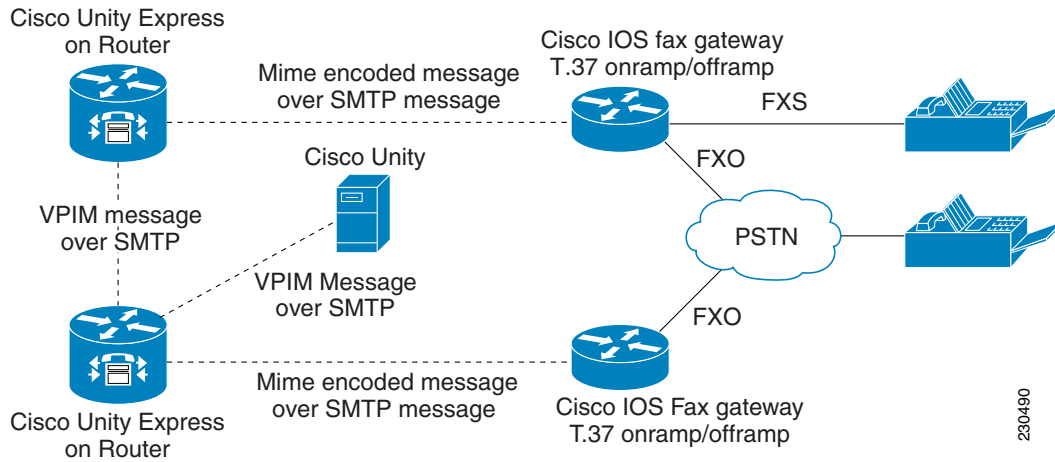 Cisco Unity Express
on Router
Cisco IOS fax gateway
T.37 onramp/offramp
Mime encoded message
over SMTP message
FXS
Cisco Unity
FXO
VPIM message
over SMTP
PSTN
VPIM Message
over SMTP
FXO
Mime encoded message
over SMTP message
Cisco Unity Express
on Router
Cisco IOS Fax gateway
T.37 onramp/offramp
230490